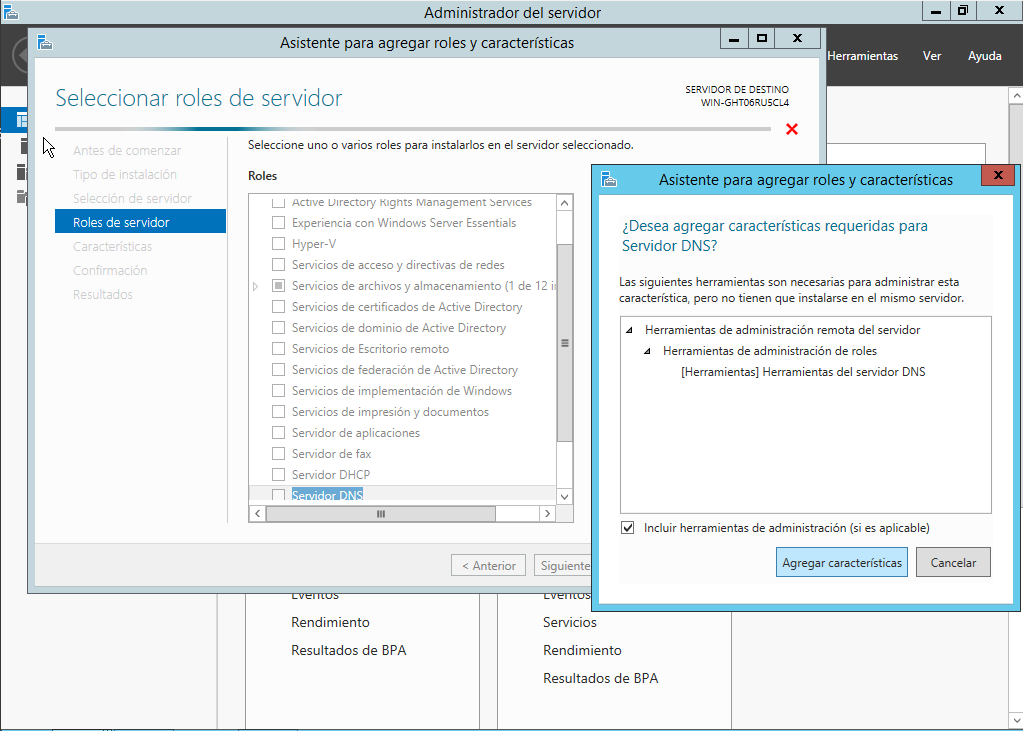 Administrador del servidor
Herramientas
Ver
Ayuda
Asistente para agregar roles y características
Seleccionar roles de servidor
SERVIDOR DE DESTINO
WIN-GHT06RU5CL4
Antes de comenzar
Tipo de instalación
Selección de servidor
Roles de servidor
Características
Confirmación
Resultados
Seleccione uno o varios roles para instalarlos en el servidor seleccionado.
Roles
Active Directory Rights Management Services
Experiencia con Windows Server Essentials
Hyper-V
Servicios de acceso y directivas de redes
Servicios de archivos y almacenamiento (1 de 12 i
Servicios de certificados de Active Directory
Servicios de dominio de Active Directory
Servicios de Escritorio remoto
Servicios de federación de Active Directory
Servicios de implementación de Windows
Servicios de impresión y documentos
Servidor de aplicaciones
Servidor de fax
Servidor DHCP
Servidor DNS
< Anterior
Siguiente
Asistente para agregar roles y características
¿Desea agregar características requeridas para
Servidor DNS?
Las siguientes herramientas son necesarias para administrar esta
característica, pero no tienen que instalarse en el mismo servidor.
Herramientas de administración remota del servidor
Herramientas de administración de roles
[Herramientas] Herramientas del servidor DNS
Incluir herramientas de administración (si es aplicable)
Agregar características
Cancelar
Eventos
Rendimiento
Resultados de BPA
Eventos
Servicios
Rendimiento
Resultados de BPA